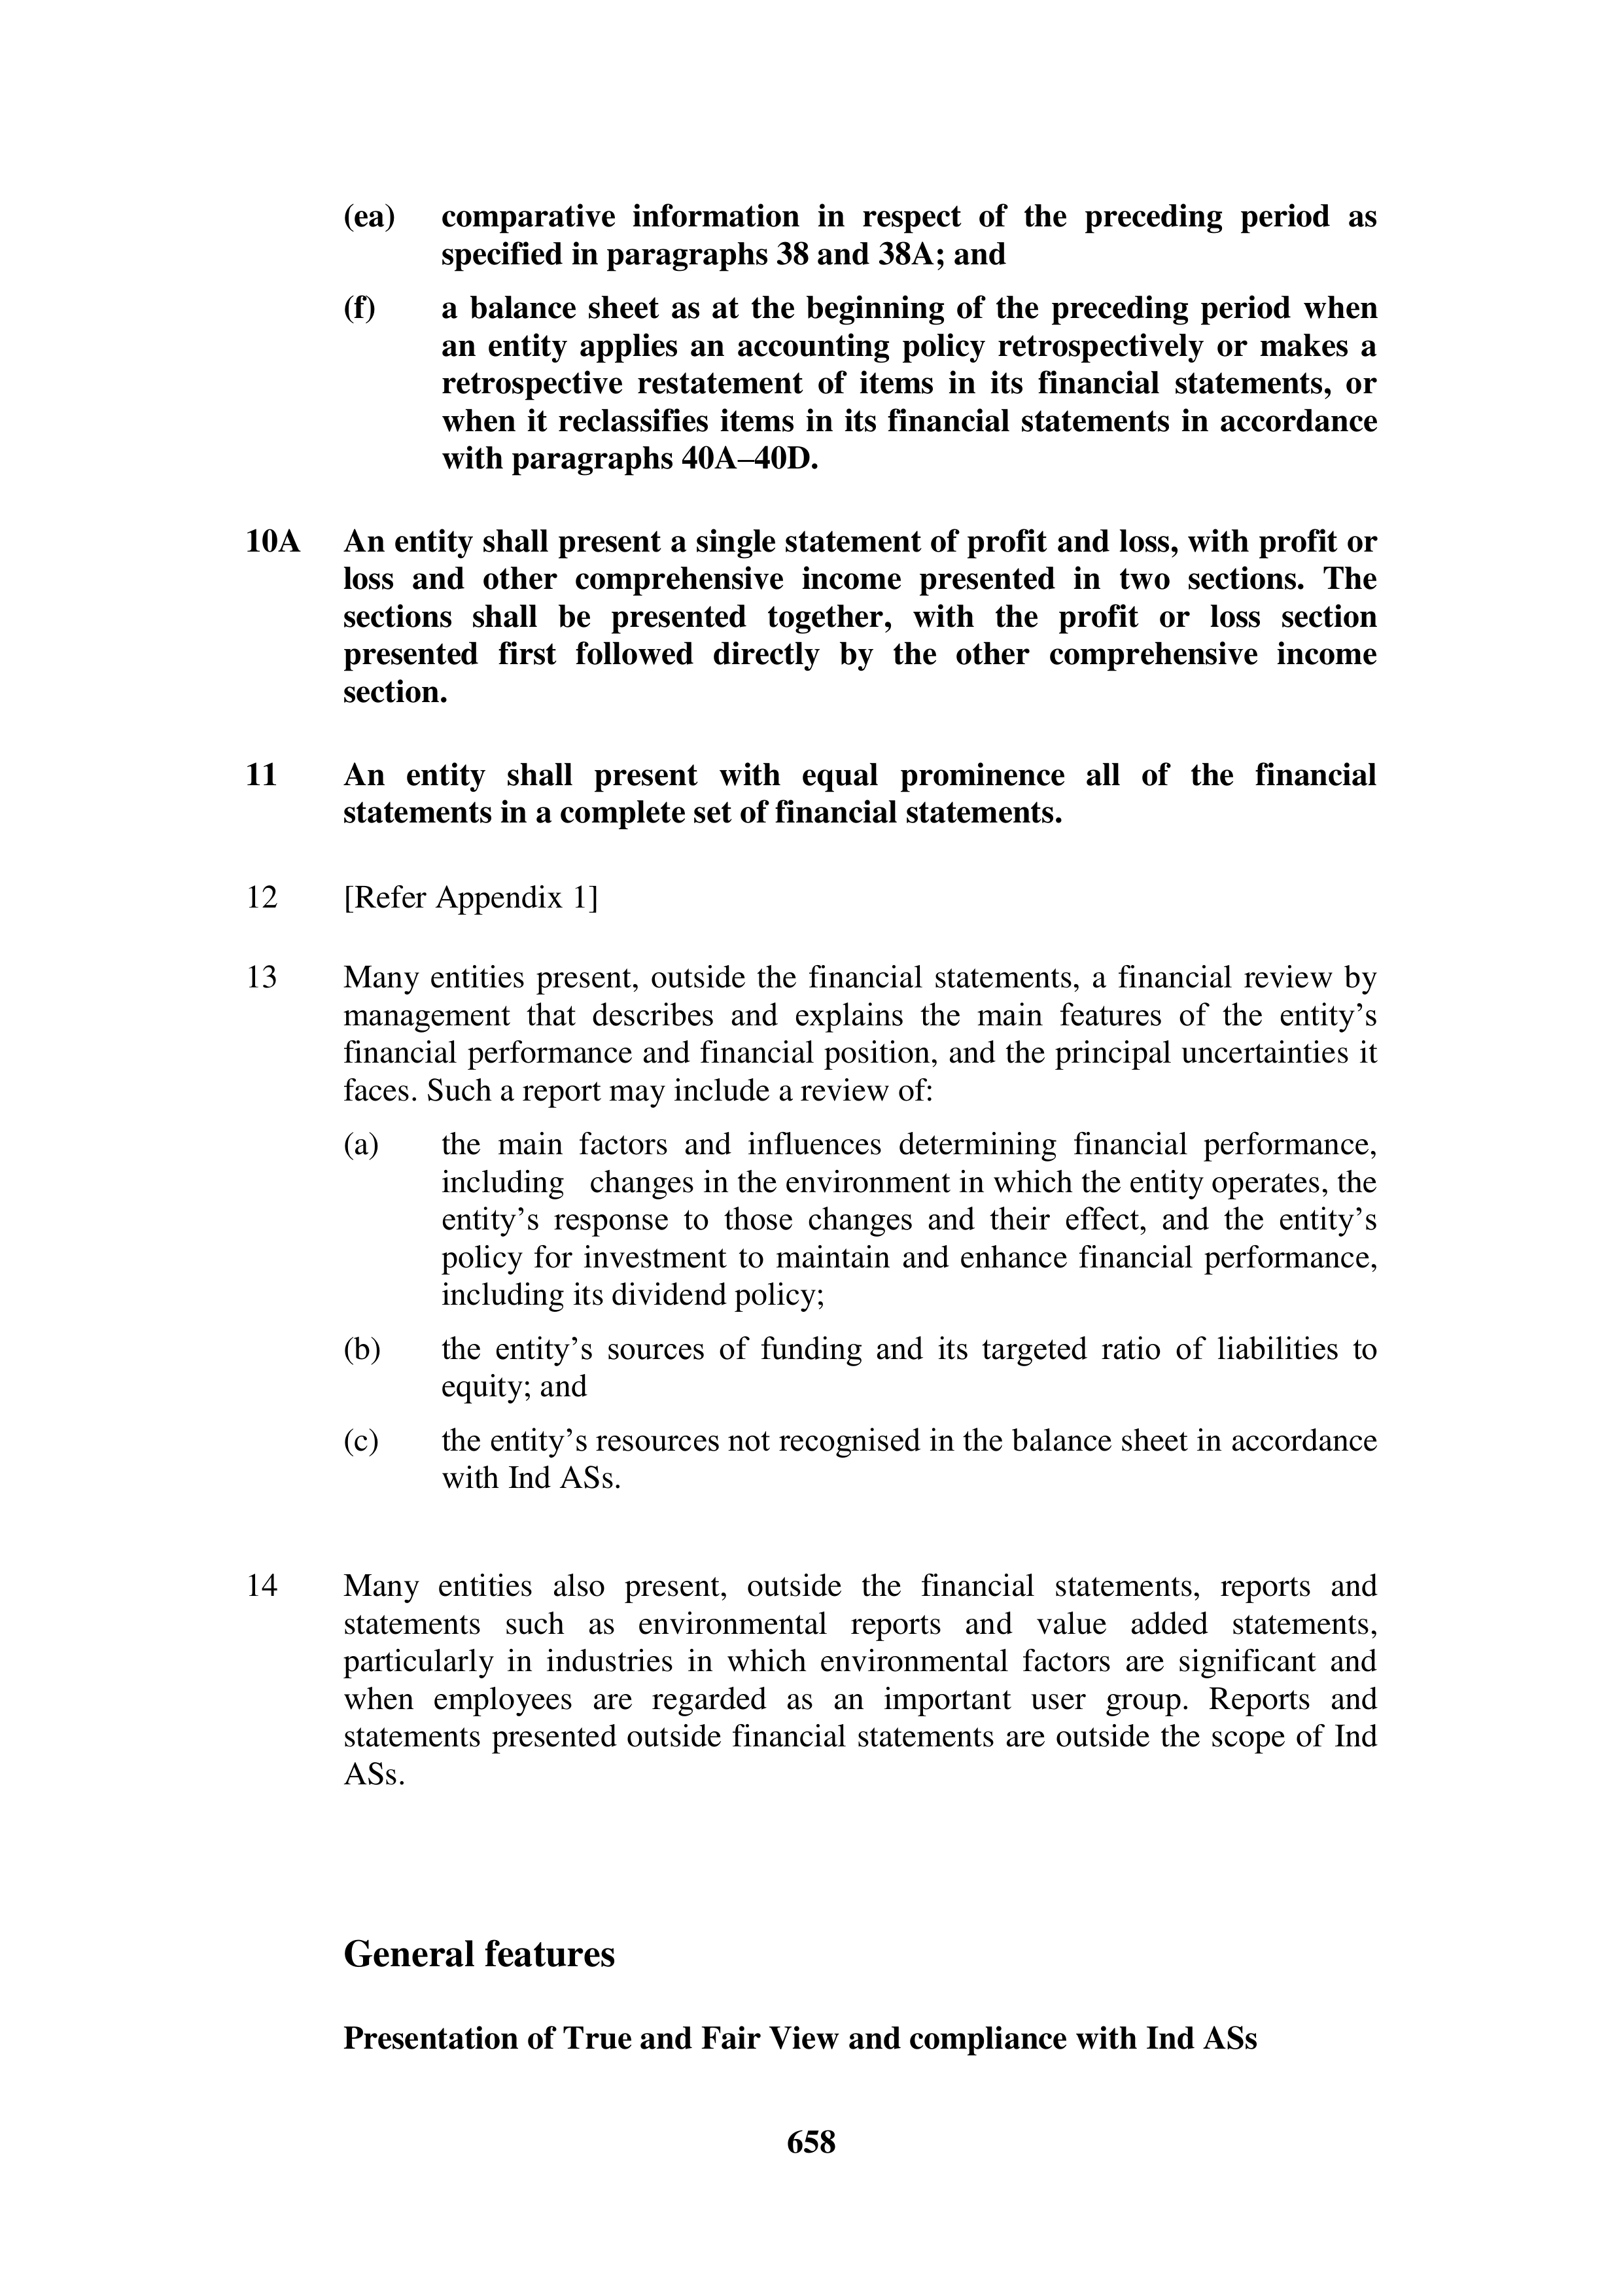 (ea) comparative information in respect of the preceding period as
specified in paragraphs 38 and 38A; and
(f) a balance sheet as at the beginning of the preceding period when
an entity applies an accounting policy retrospectively or makes a
retrospective restatement of items in its financial statements, or
when it reclassifies items in its financial statements in accordance
with paragraphs 40A–40D.
10A An entity shall present a single statement of profit and loss, with profit or
loss and other comprehensive income presented in two sections. The
sections shall be presented together, with the profit or loss section
presented first followed directly by the other comprehensive income
section.
11 An entity shall present with equal prominence all of the financial
statements in a complete set of financial statements.
12 [Refer Appendix 1]
13 Many entities present, outside the financial statements, a financial review by
management that describes and explains the main features of the entity’s
financial performance and financial position, and the principal uncertainties it
faces. Such a report may include a review of:
(a) the main factors and influences determining financial performance,
including changes in the environment in which the entity operates, the
entity’s response to those changes and their effect, and the entity’s
policy for investment to maintain and enhance financial performance,
including its dividend policy;
(b) the entity’s sources of funding and its targeted ratio of liabilities to
equity; and
(c) the entity’s resources not recognised in the balance sheet in accordance
with Ind ASs.
14 Many entities also present, outside the financial statements, reports and
statements such as environmental reports and value added statements,
particularly in industries in which environmental factors are significant and
when employees are regarded as an important user group. Reports and
statements presented outside financial statements are outside the scope of Ind
ASs.
General features
Presentation of True and Fair View and compliance with Ind ASs
658